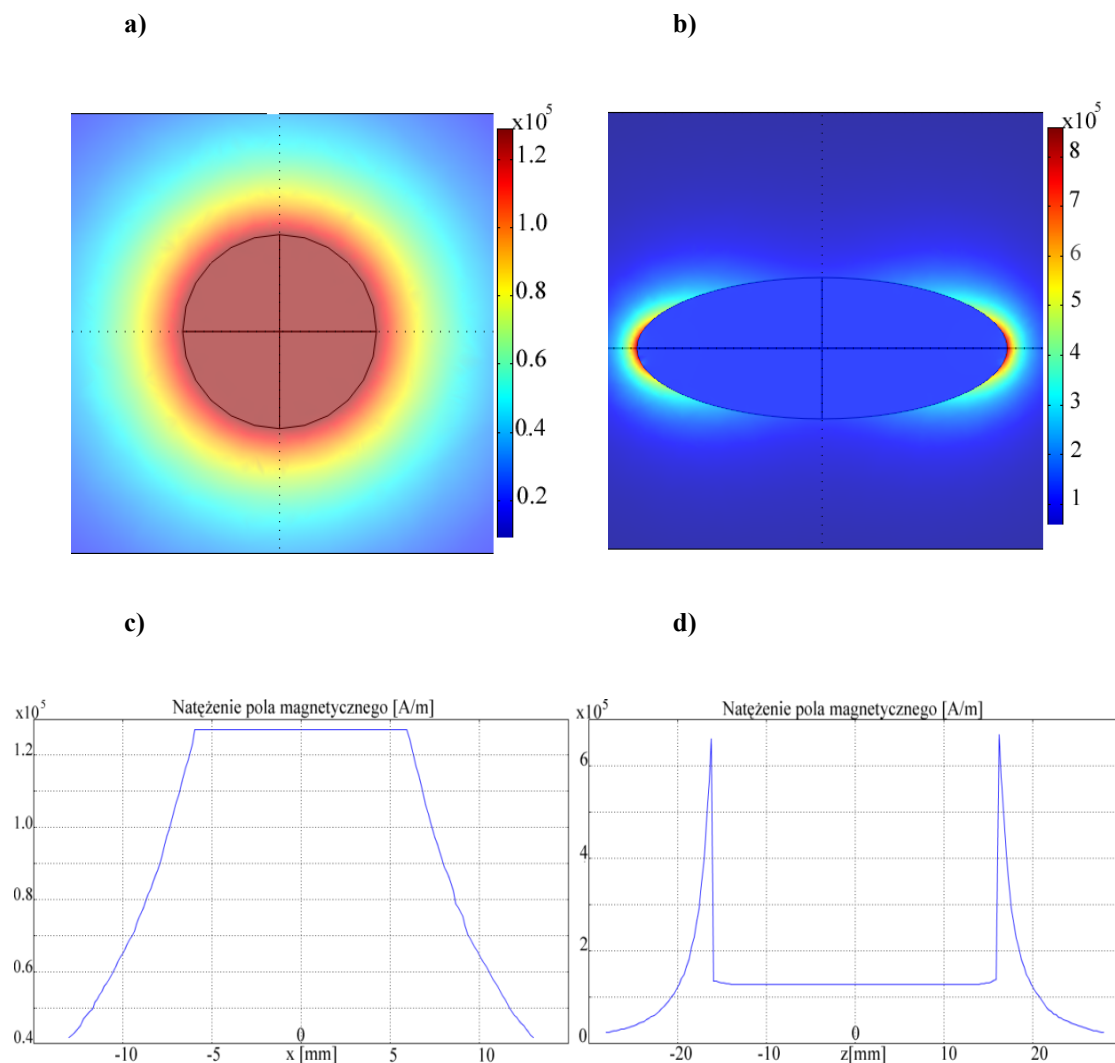 a)
b)
x10^5
1.2
1.0
0.8
0.6
0.4
0.2
x10^5
8
7
6
5
4
3
2
1
c)
d)
Natężenie pola magnetycznego [A/m]
x10^5
1.2
1.0
0.8
0.6
0.4
-10 -5 0 5 10
x [mm]
Natężenie pola magnetycznego [A/m]
x10^5
6
4
2
0
-20 -10 0 10 20
z[mm]